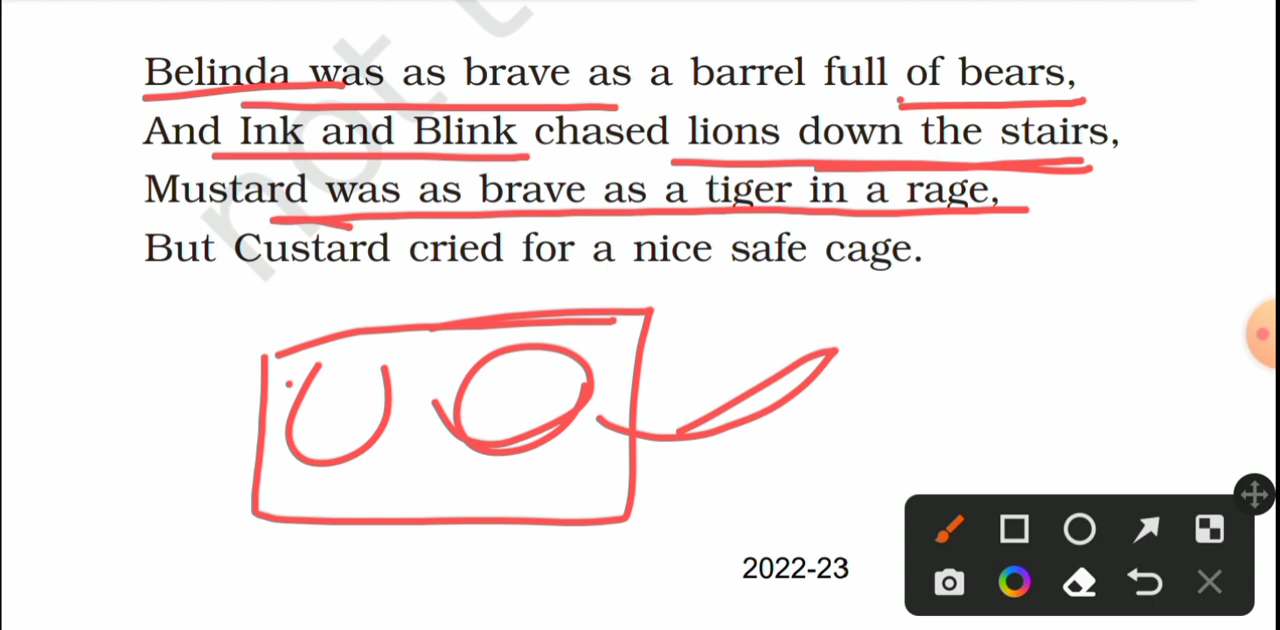 not t
Belinda was as brave as a barrel full of bears,
And Ink and Blink chased lions down the stairs,
Mustard was as brave as a tiger in a rage,
But Custard cried for a nice safe cage.
2022-23